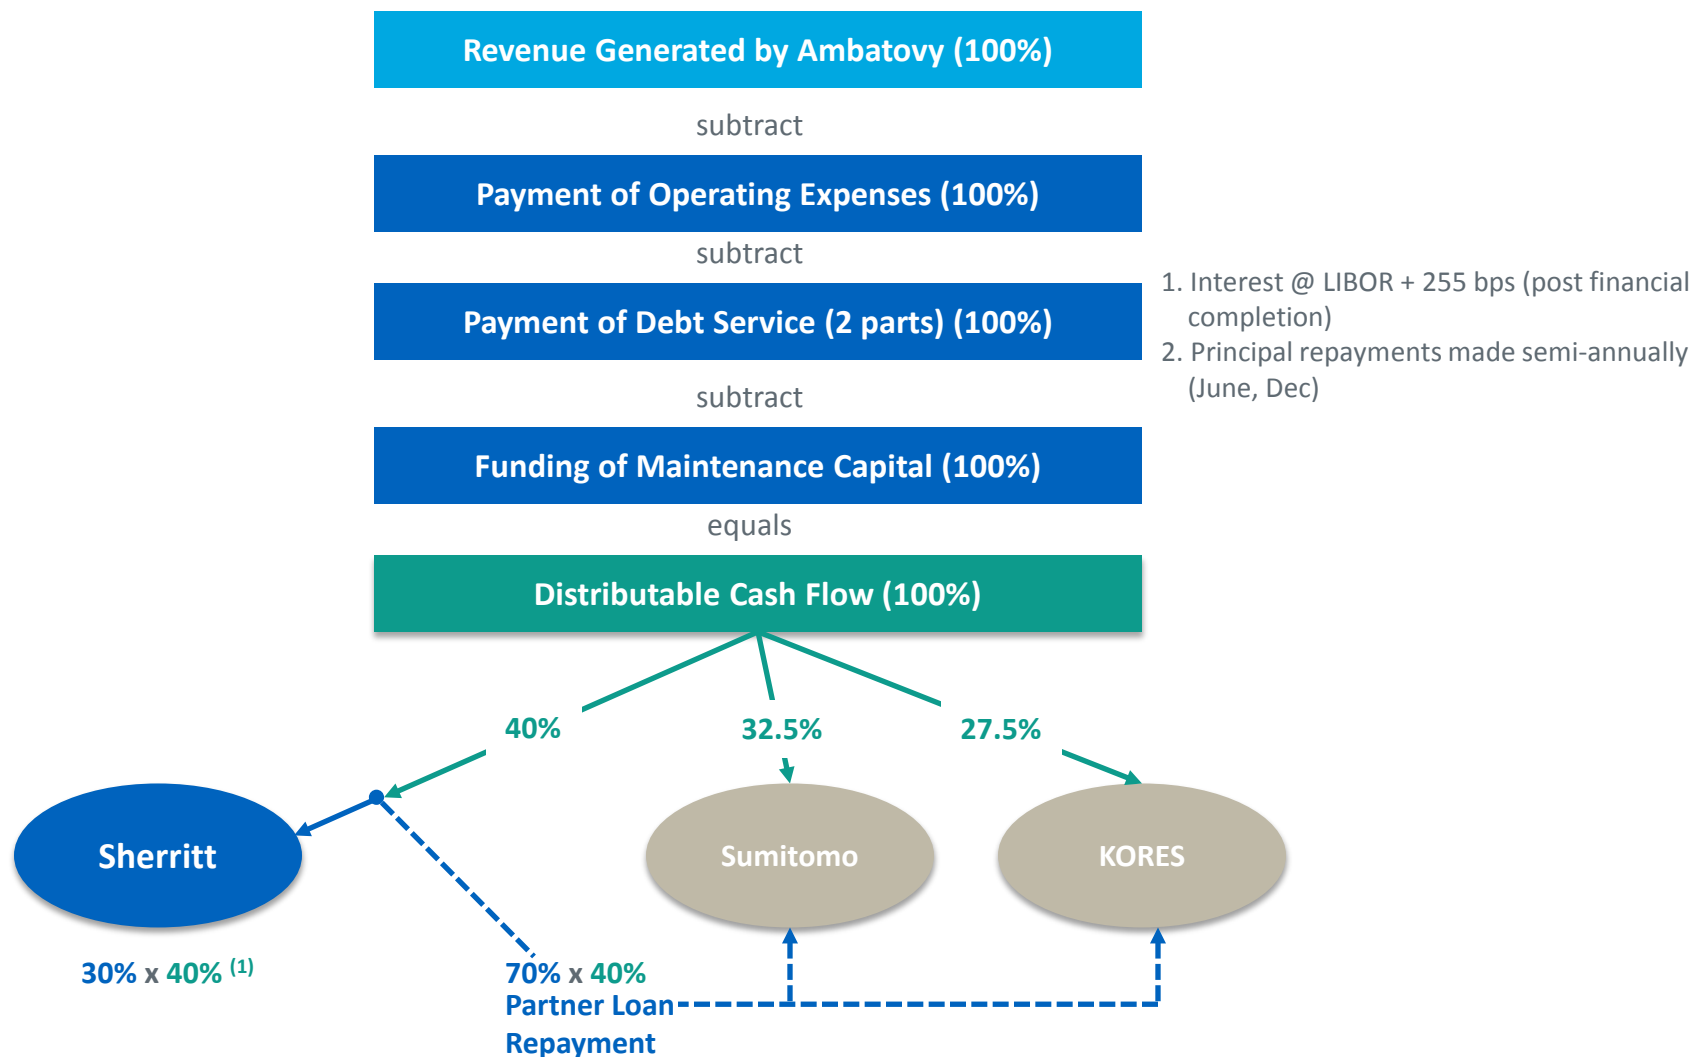 Revenue Generated by Ambatovy (100%)
subtract
Payment of Operating Expenses (100%)
subtract
Payment of Debt Service (2 parts) (100%)
1. Interest @ LIBOR + 255 bps (post financial
completion)
2. Principal repayments made semi-annually
(June, Dec)
subtract
Funding of Maintenance Capital (100%)
equals
Distributable Cash Flow (100%)
40%
32.5%
27.5%
Sherritt
Sumitomo
KORES
30% x 40% (1)
70% x 40%
Partner Loan
Repayment